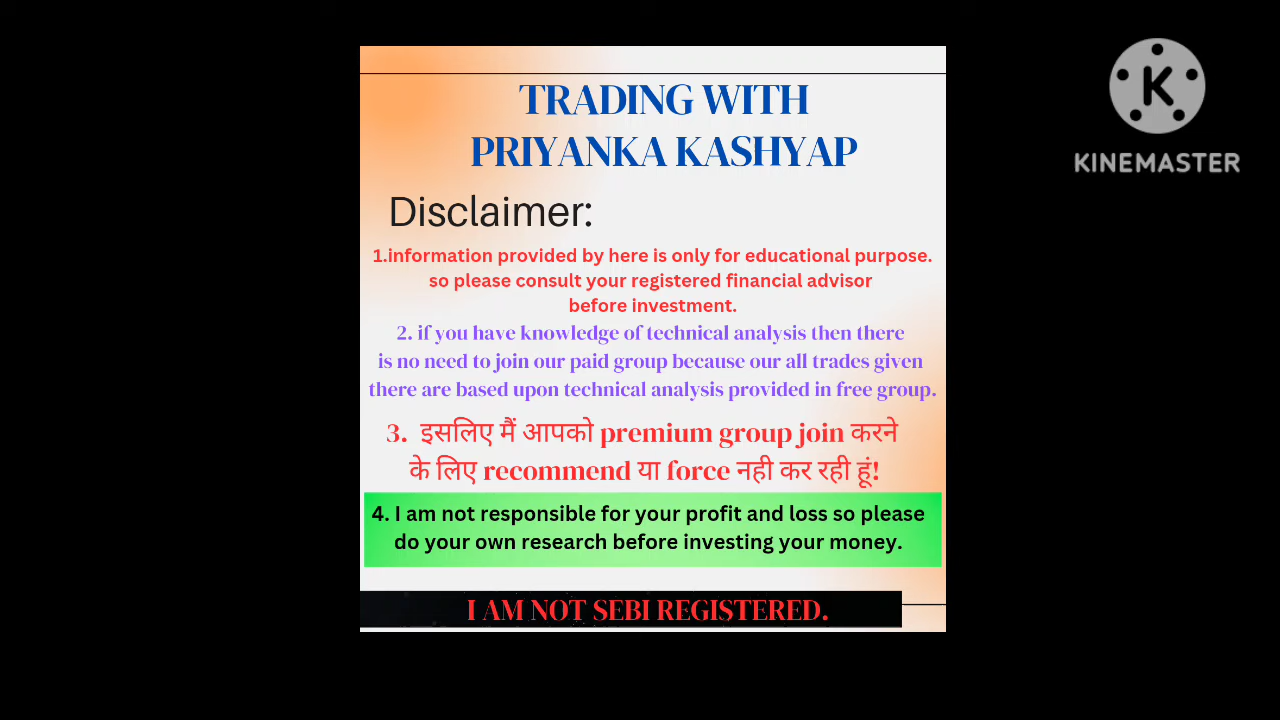 TRADING WITH
PRIYANKA KASHYAP
Disclaimer:
1.information provided by here is only for educational purpose.
so please consult your registered financial advisor
before investment.
2. if you have knowledge of technical analysis then there
is no need to join our paid group because our all trades given
there are based upon technical analysis provided in free group.
3. इसलिए मैं आपको premium group join करने
के लिए recommend या force नही कर रही हूं!
4. I am not responsible for your profit and loss so please
do your own research before investing your money.
I AM NOT SEBI REGISTERED.
K
KINEMASTER